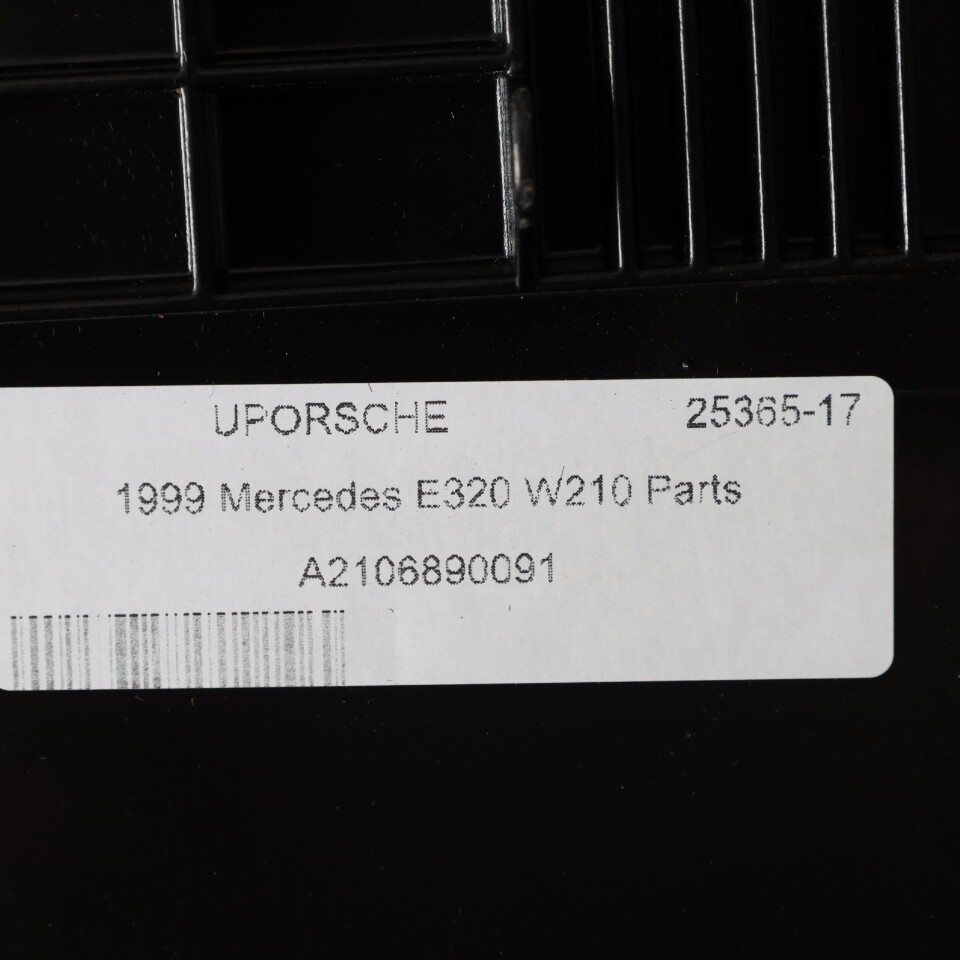 UPORSCHE 25365-17
1999 Mercedes E320 W210 Parts
A2106890091